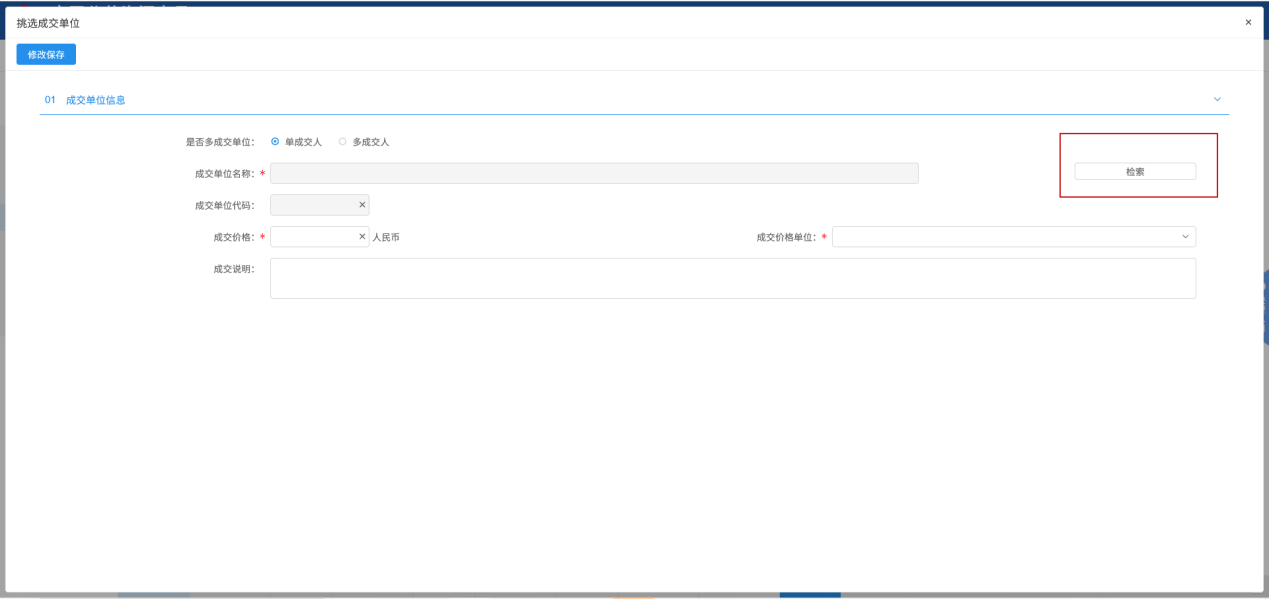 挑选成交单位 ×
修改保存
01 成交单位信息
是否多成交单位： 单成交人 多成交人
成交单位名称：* 检索
成交单位代码： ×
成交价格：* × 人民币 成交价格单位：*
成交说明：